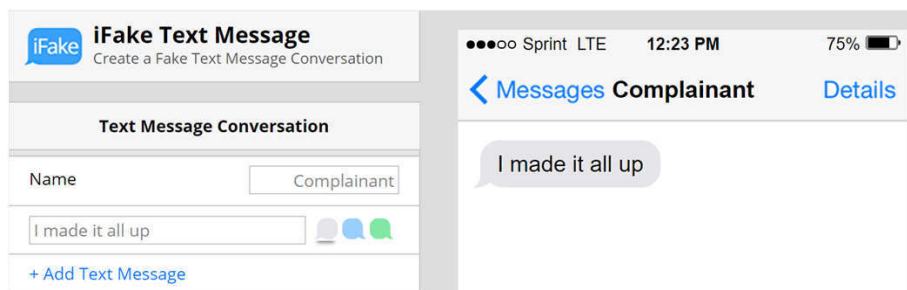 iFake
iFake Text Message
Create a Fake Text Message Conversation
Text Message Conversation
Name Complainant
I made it all up
+ Add Text Message
Sprint LTE 12:23 PM 75%
Messages Complainant Details
I made it all up